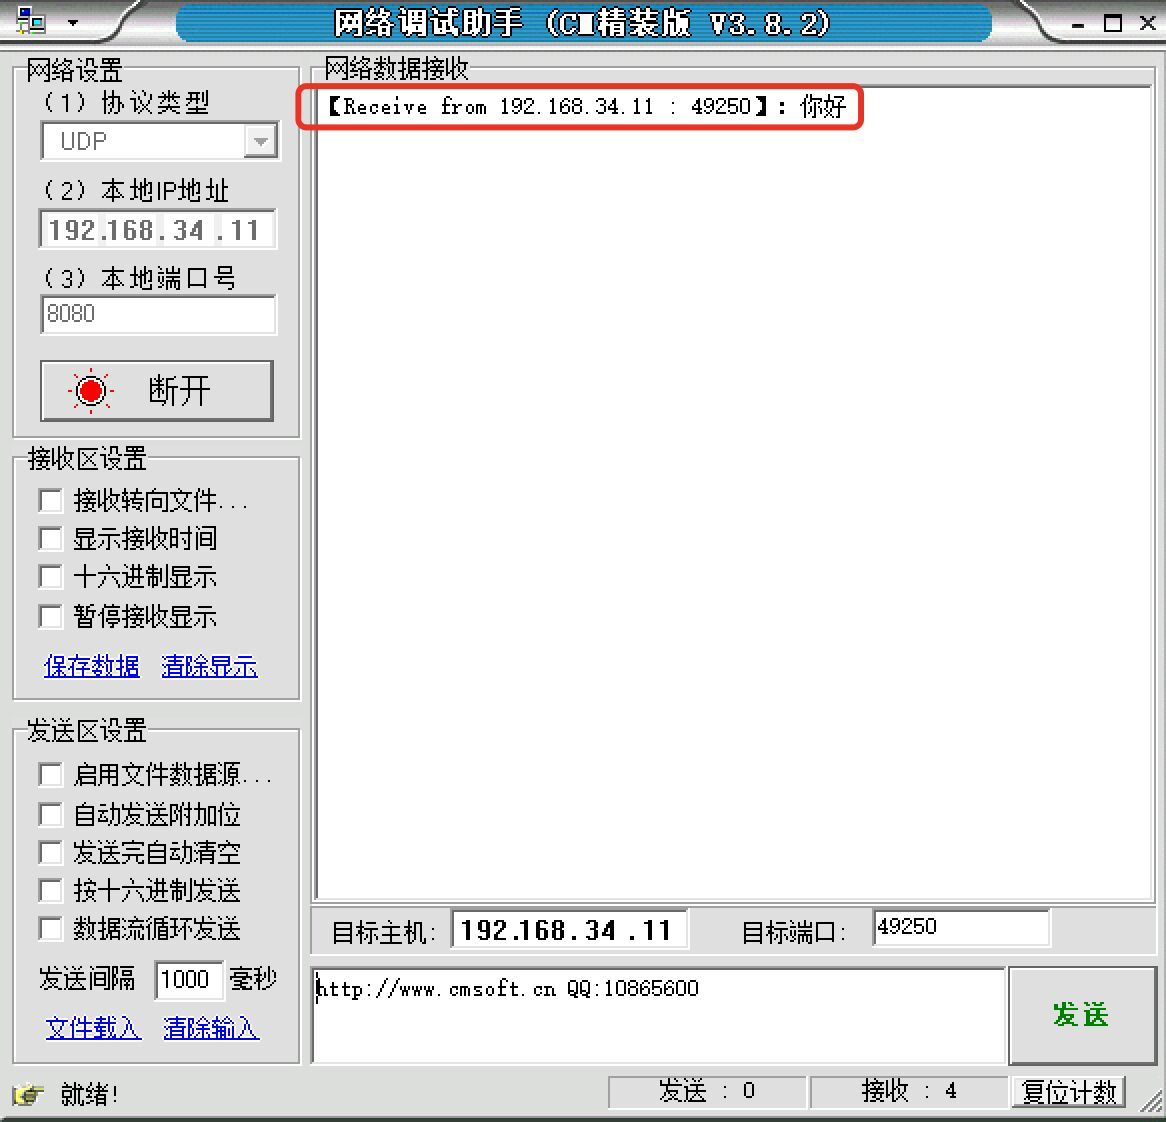 网络调试助手 (CM精装版 V3.8.2)
网络设置
（1）协议类型
UDP
（2）本地IP地址
192.168.34.11
（3）本地端口号
8080
断开
接收区设置
接收转向文件...
显示接收时间
十六进制显示
暂停接收显示
保存数据 清除显示
发送区设置
启用文件数据源...
自动发送附加位
发送完自动清空
按十六进制发送
数据流循环发送
发送间隔 1000 毫秒
文件载入 清除输入
网络数据接收
【Receive from 192.168.34.11 : 49250】：你好
目标主机: 192.168.34.11 目标端口: 49250
http://www.cmsoft.cn QQ:10865600
发送
就绪! 发送 : 0 接收 : 4 复位计数